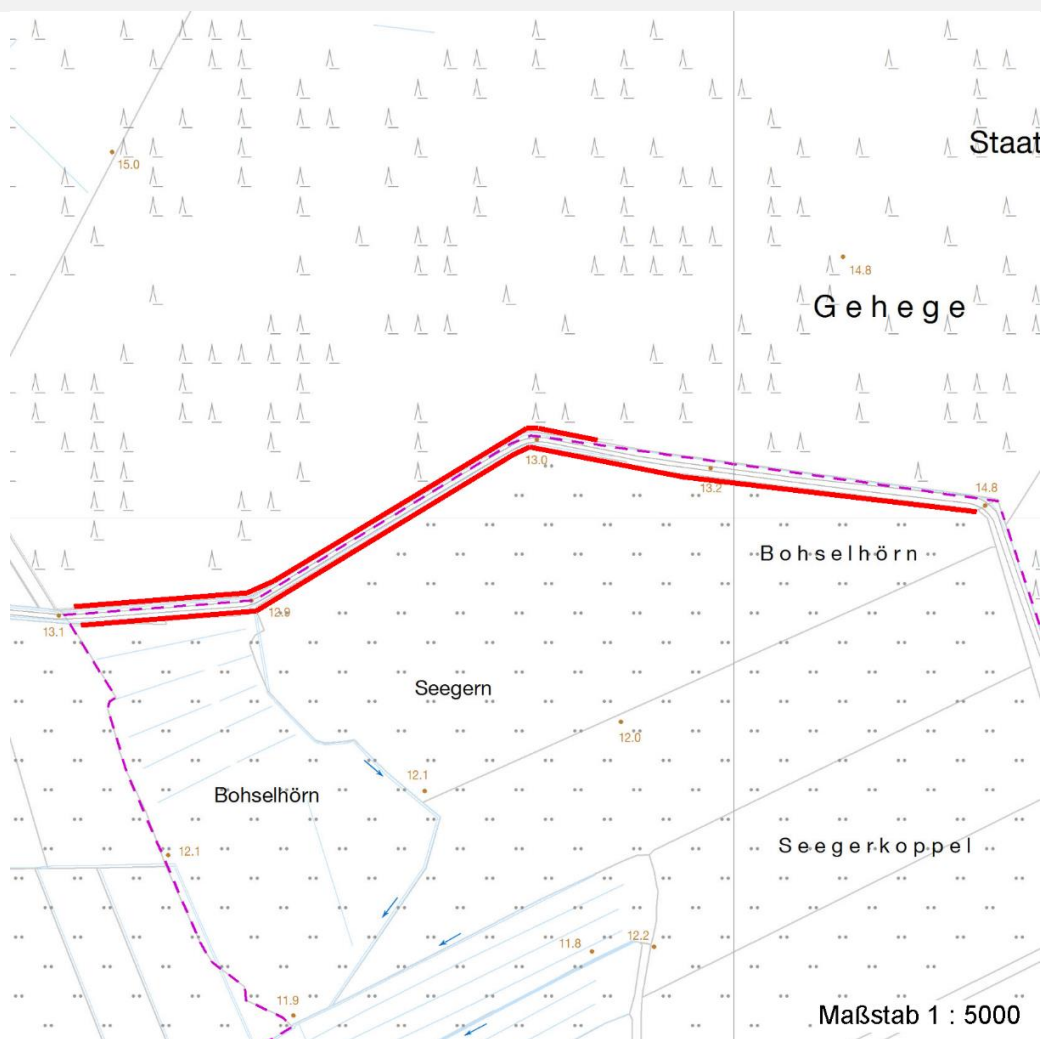 Staat
15.0
14.8
Gehege
13.0
13.2
14.8
Bohselhörn
12.9
13.1
Seegern
12.0
12.1
Bohselhörn
Seegerkoppel
12.1
11.8
12.2
11.9
Maßstab 1 : 5000